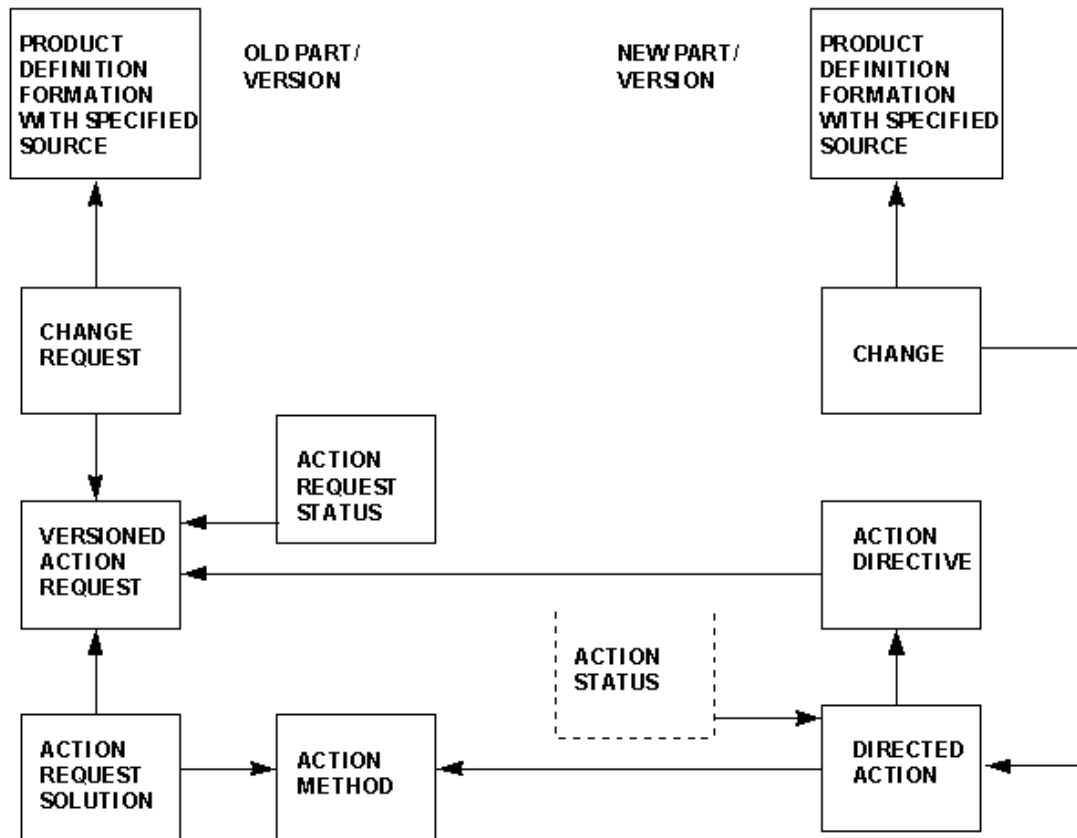 PRODUCT
DEFINITION
FORMATION
WITH SPECIFIED
SOURCE
OLD PART/
VERSION
NEW PART/
VERSION
PRODUCT
DEFINITION
FORMATION
WITH SPECIFIED
SOURCE
CHANGE
REQUEST
CHANGE
ACTION
REQUEST
STATUS
VERSIONED
ACTION
REQUEST
ACTION
DIRECTIVE
ACTION
STATUS
ACTION
REQUEST
SOLUTION
ACTION
METHOD
DIRECTED
ACTION